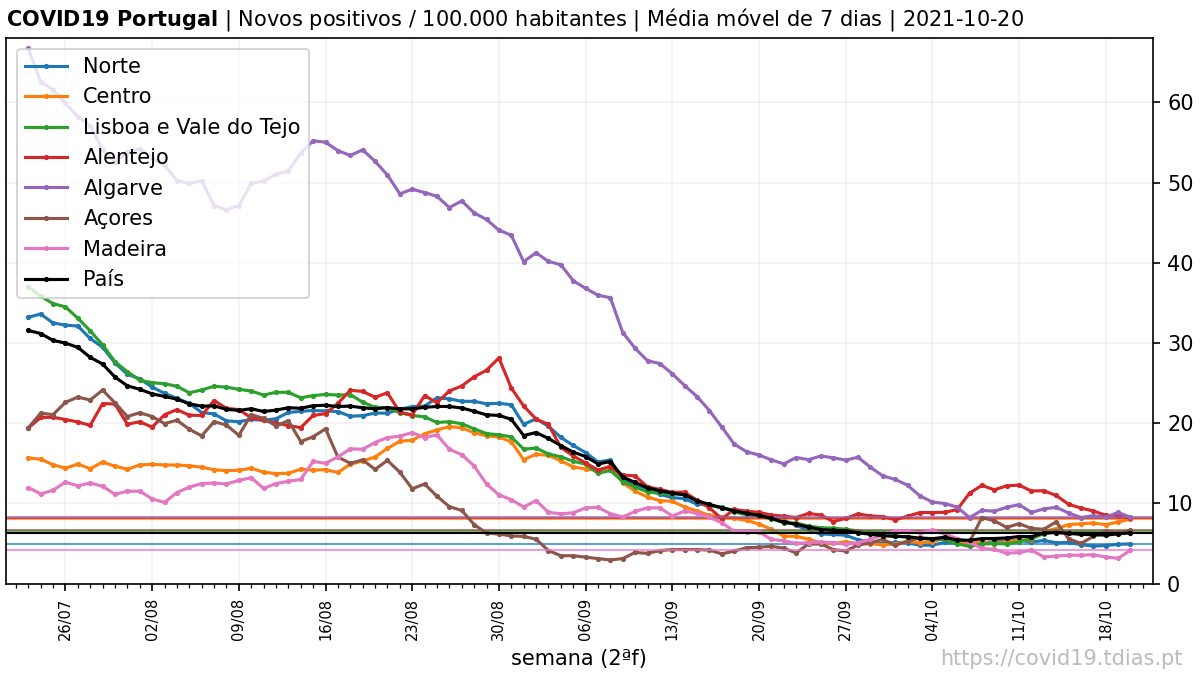 COVID19 Portugal | Novos positivos / 100.000 habitantes | Média móvel de 7 dias | 2021-10-20
Norte
Centro
Lisboa e Vale do Tejo
Alentejo
Algarve
Açores
Madeira
País
60
50
40
30
20
10
0
26/07 02/08 09/08 16/08 23/08 30/08 06/09 13/09 20/09 27/09 04/10 11/10 18/10
semana (2ªf)
https://covid19.tdias.pt